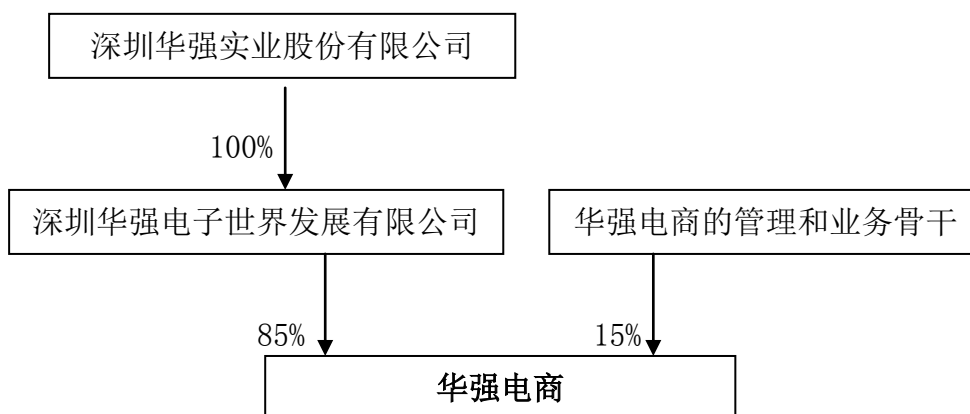 深圳华强实业股份有限公司
100%
深圳华强电子世界发展有限公司
华强电商的管理和业务骨干
85%
15%
华强电商